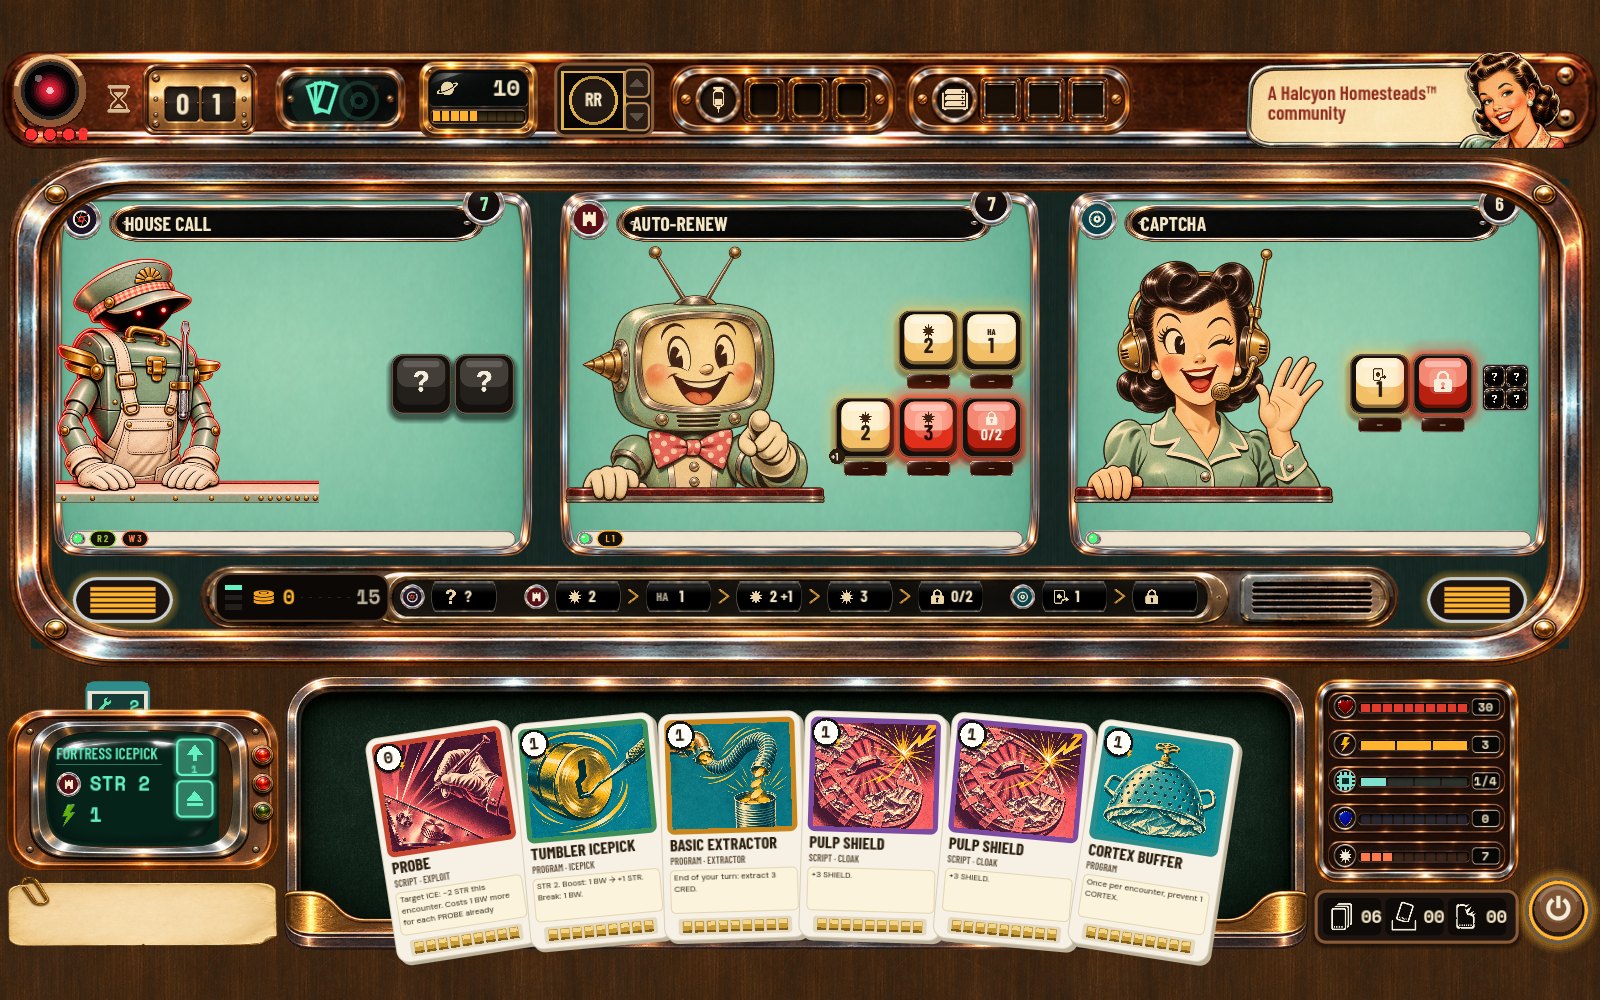 0 1
10
RR
A Halcyon Homesteads™
community
HOUSE CALL
7
? ?
R2 W3
AUTO-RENEW
7
2
HA
1
2
+1
3
0/2
L1
CAPTCHA
6
1
? ?
? ?
0 15
? ?
2
HA 1
2+1
3
0/2
1
2
FORTRESS ICEPICK
STR 2
1
1
0
PROBE
SCRIPT · EXPLOIT
Target ICE: −2 STR this
encounter. Costs 1 BW more
for each PROBE already
1
TUMBLER ICEPICK
PROGRAM · ICEPICK
STR 2. Boost: 1 BW → +1 STR.
Break: 1 BW.
1
BASIC EXTRACTOR
PROGRAM · EXTRACTOR
End of your turn: extract 3
CRED.
1
PULP SHIELD
SCRIPT · CLOAK
+3 SHIELD.
1
PULP SHIELD
SCRIPT · CLOAK
+3 SHIELD.
1
CORTEX BUFFER
PROGRAM
Once per encounter, prevent 1
CORTEX.
30
3
1/4
0
7
06 00 00